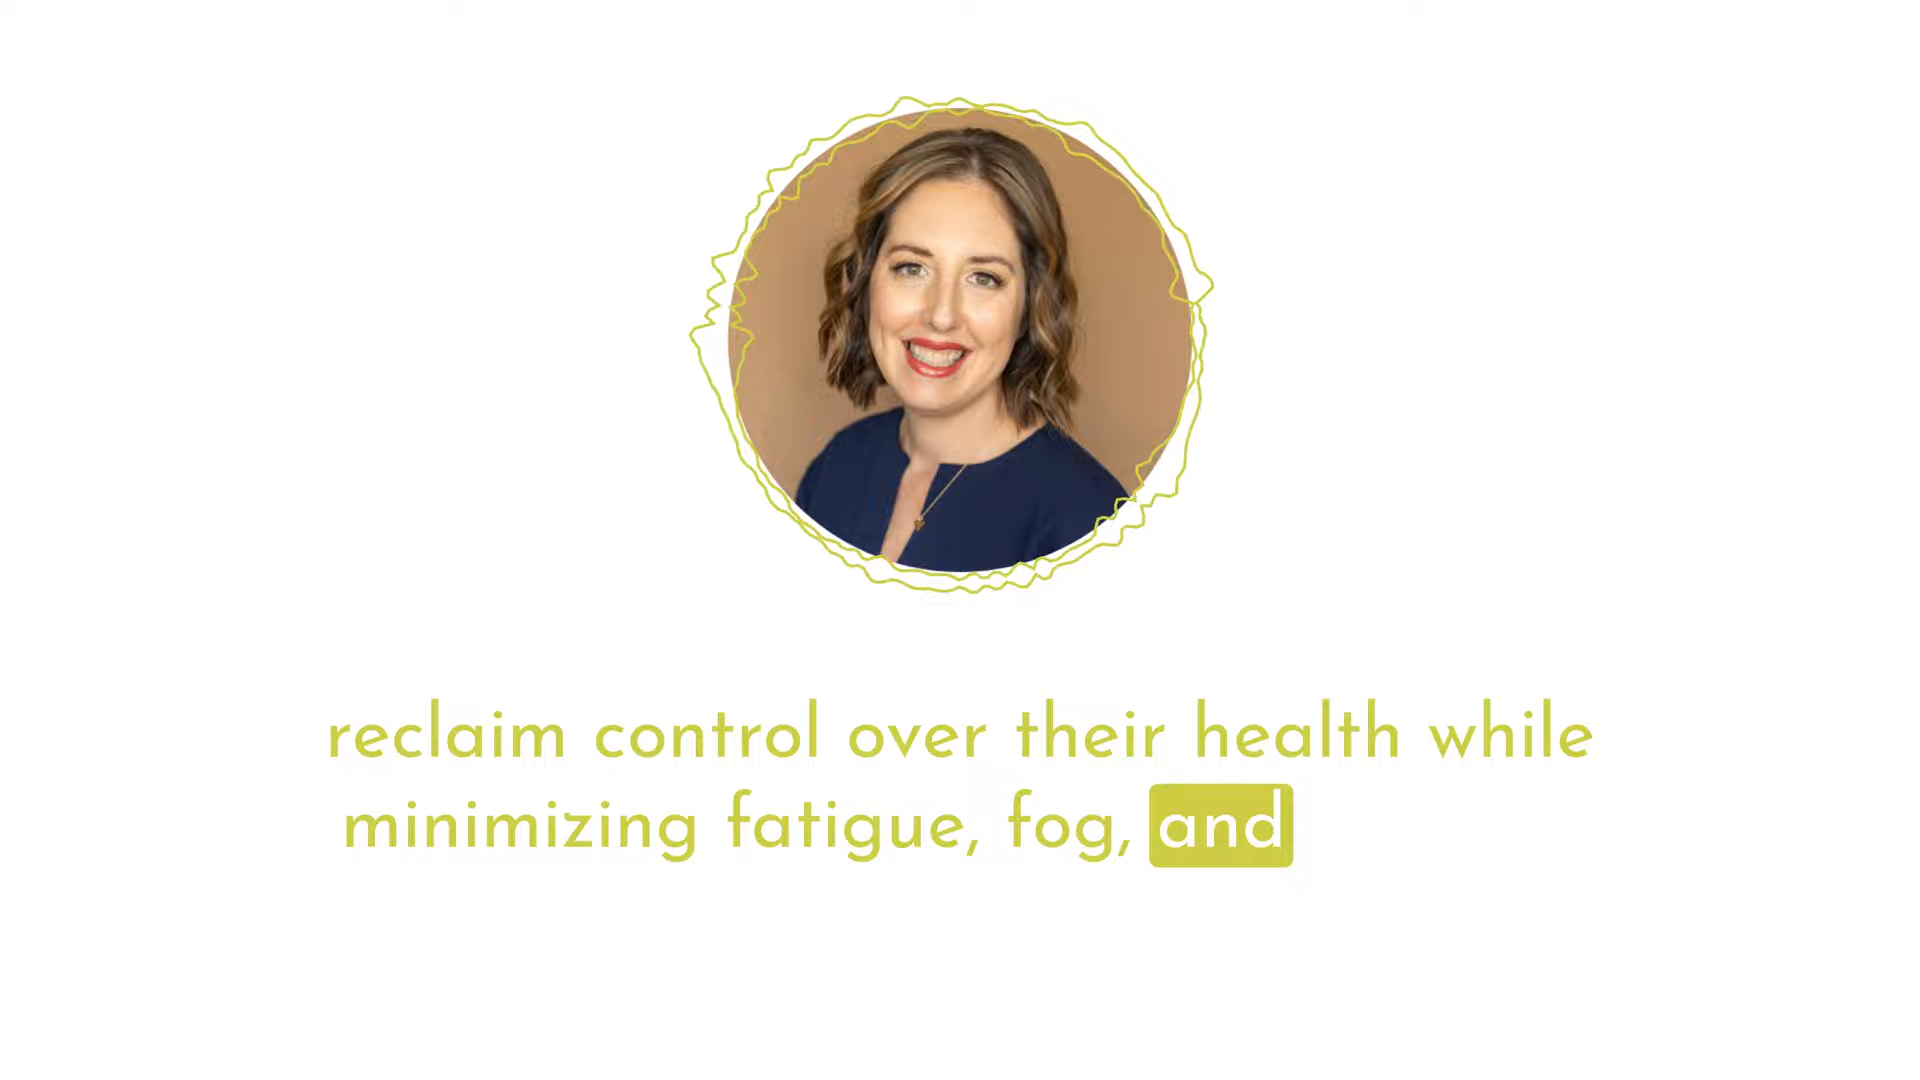 reclaim control over their health while
minimizing fatigue, fog, and